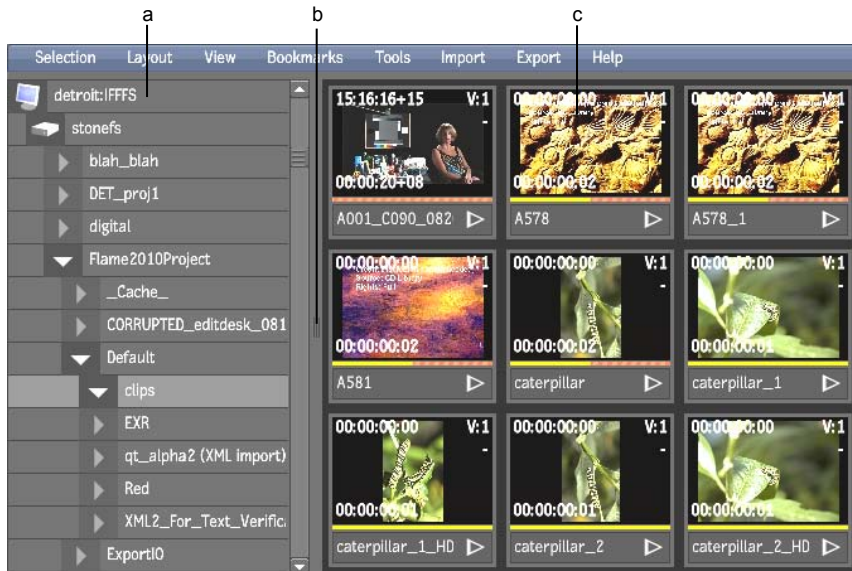 a
b
c
Selection Layout View Bookmarks Tools Import Export Help
detroit:IFFFS
stonefs
blah_blah
DET_proj1
digital
Flame2010Project
_Cache_
CORRUPTED_editdesk_081
Default
clips
EXR
qt_alpha2 (XML import)
Red
XML2_For_Text_Verific
ExportIO
15:16:16+15 V:1
-
00:00:20+08
A001_C090_082
00:00:00:00 V:1
-
00:00:00:02
A578
00:00:00:00 V:1
-
00:00:00:02
A578_1
00:00:00:00 V:1
-
Rights: Full
00:00:00:02
A581
00:00:00:00 V:1
-
00:00:00:02
caterpillar
00:00:00:00 V:1
-
00:00:00:01
caterpillar_1
00:00:00:00 V:1
-
00:00:00:01
caterpillar_1_HD
00:00:00:00 V:1
-
00:00:00:01
caterpillar_2
00:00:00:00 V:1
-
00:00:00:01
caterpillar_2_HD